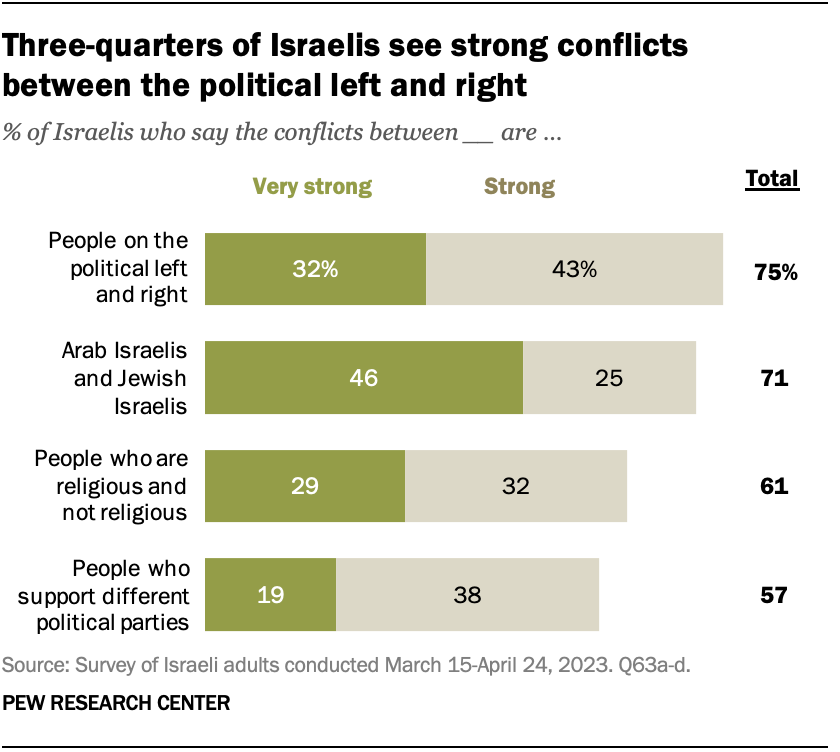 Three-quarters of Israelis see strong conflicts
between the political left and right
% of Israelis who say the conflicts between __ are ...
Very strong Strong Total
People on the
political left
and right
32% 43% 75%
Arab Israelis
and Jewish
Israelis
46 25 71
People who are
religious and
not religious
29 32 61
People who
support different
political parties
19 38 57
Source: Survey of Israeli adults conducted March 15-April 24, 2023. Q63a-d.
PEW RESEARCH CENTER